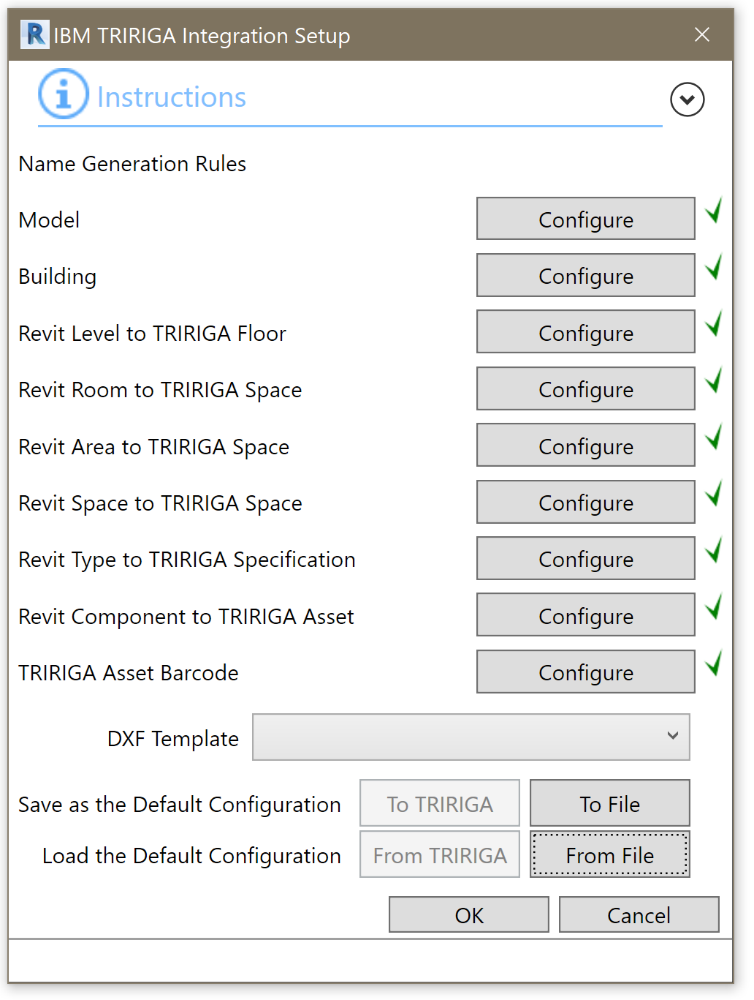 R IBM TRIRIGA Integration Setup
i Instructions
Name Generation Rules
Model Configure
Building Configure
Revit Level to TRIRIGA Floor Configure
Revit Room to TRIRIGA Space Configure
Revit Area to TRIRIGA Space Configure
Revit Space to TRIRIGA Space Configure
Revit Type to TRIRIGA Specification Configure
Revit Component to TRIRIGA Asset Configure
TRIRIGA Asset Barcode Configure
DXF Template
Save as the Default Configuration To TRIRIGA To File
Load the Default Configuration From TRIRIGA From File
OK Cancel